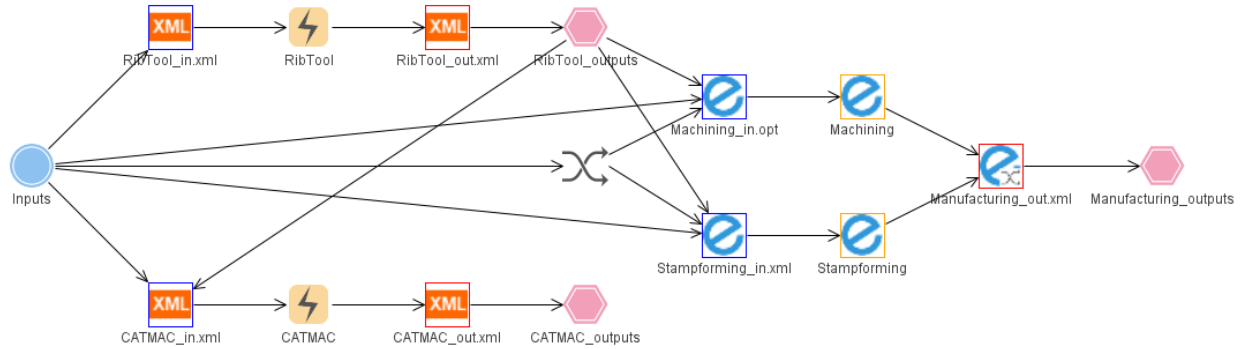 XML
XML
RibTool_in.xml
RibTool
RibTool_out.xml
RibTool_outputs
Machining_in.opt
Machining
Inputs
Manufacturing_out.xml
Manufacturing_outputs
Stampforming_in.xml
Stampforming
XML
XML
CATMAC_in.xml
CATMAC
CATMAC_out.xml
CATMAC_outputs